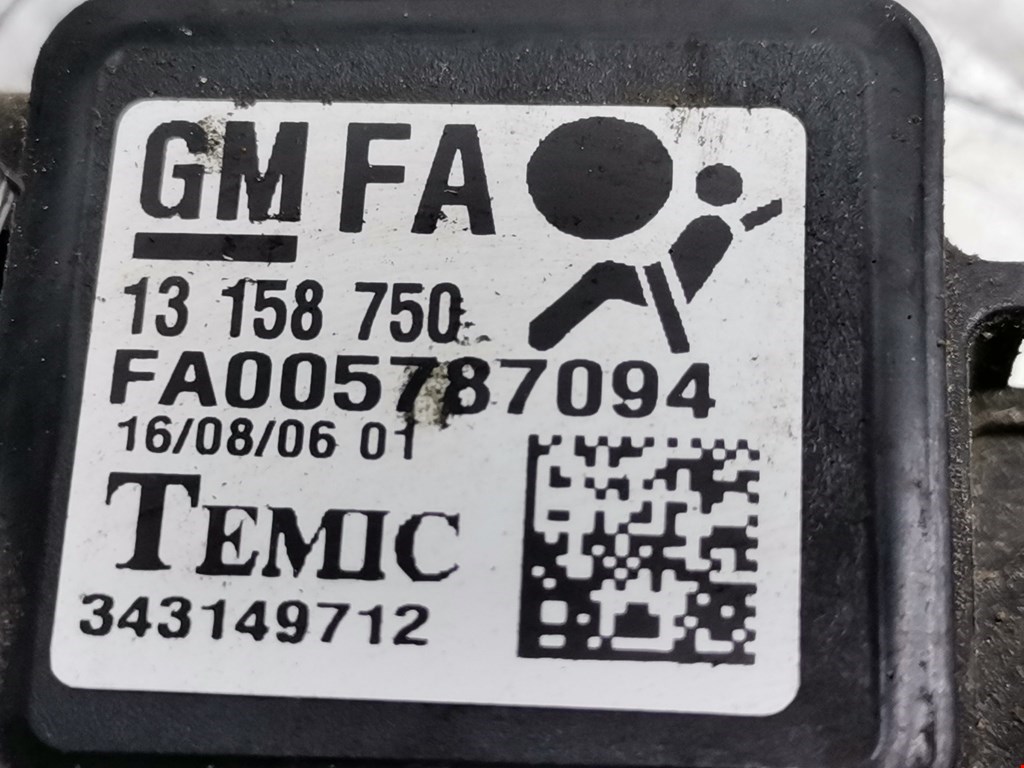 GM FA
13 158 750
FA005787094
16/08/06 01
TEMIC
343149712